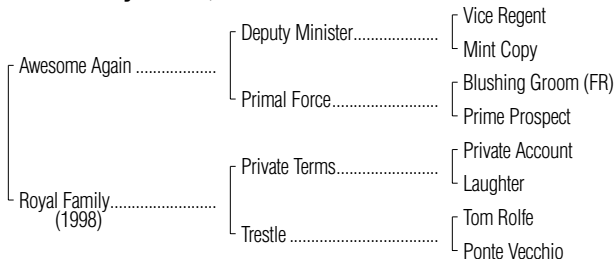 Vice Regent
Deputy Minister....................
Mint Copy
Awesome Again ...................
Blushing Groom (FR)
Primal Force.........................
Prime Prospect
Private Account
Private Terms........................
Laughter
Royal Family.........................
(1998)
Tom Rolfe
Trestle ..................................
Ponte Vecchio